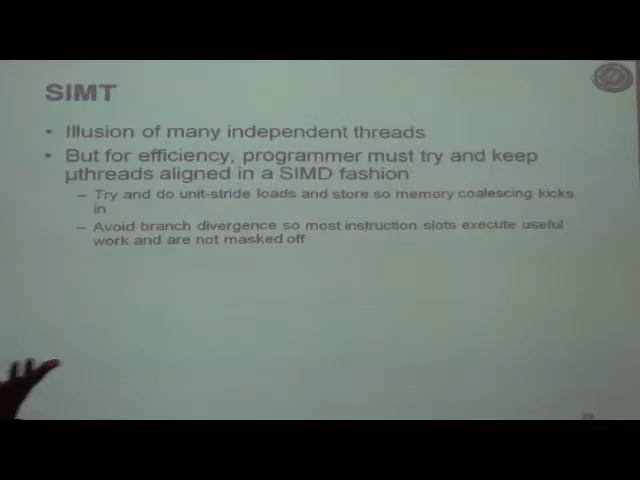 SIMT
• Illusion of many independent threads
• But for efficiency, programmer must try and keep
µthreads aligned in a SIMD fashion
– Try and do unit-stride loads and store so memory coalescing kicks
in
– Avoid branch divergence so most instruction slots execute useful
work and are not masked off